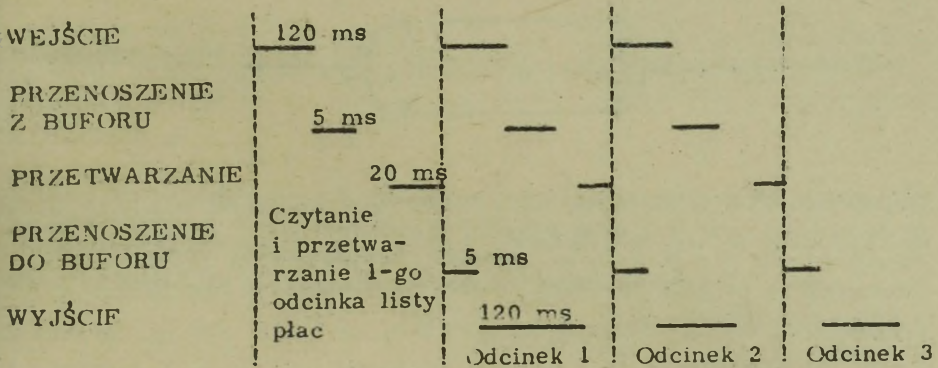 WEJŚCIE
120 ms
PRZENOSZENIE
Z BUFORU
5 ms
PRZETWARZANIE
20 ms
PRZENOSZENIE
DO BUFORU
Czytanie
i przetwa-
rzanie 1-go
odcinka listy
płac
5 ms
WYJŚCIE
120 ms
Odcinek 1
Odcinek 2
Odcinek 3